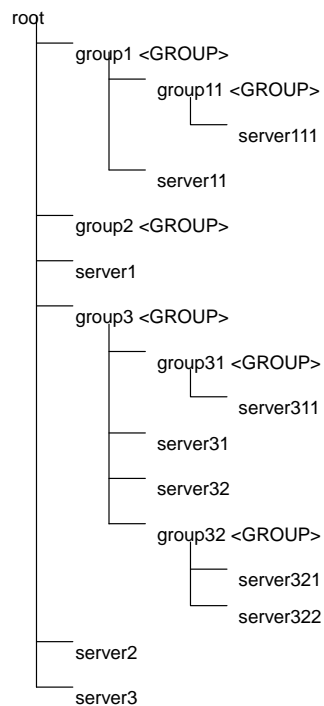 root
group1 <GROUP>
group11 <GROUP>
server111
server11
group2 <GROUP>
server1
group3 <GROUP>
group31 <GROUP>
server311
server31
server32
group32 <GROUP>
server321
server322
server2
server3